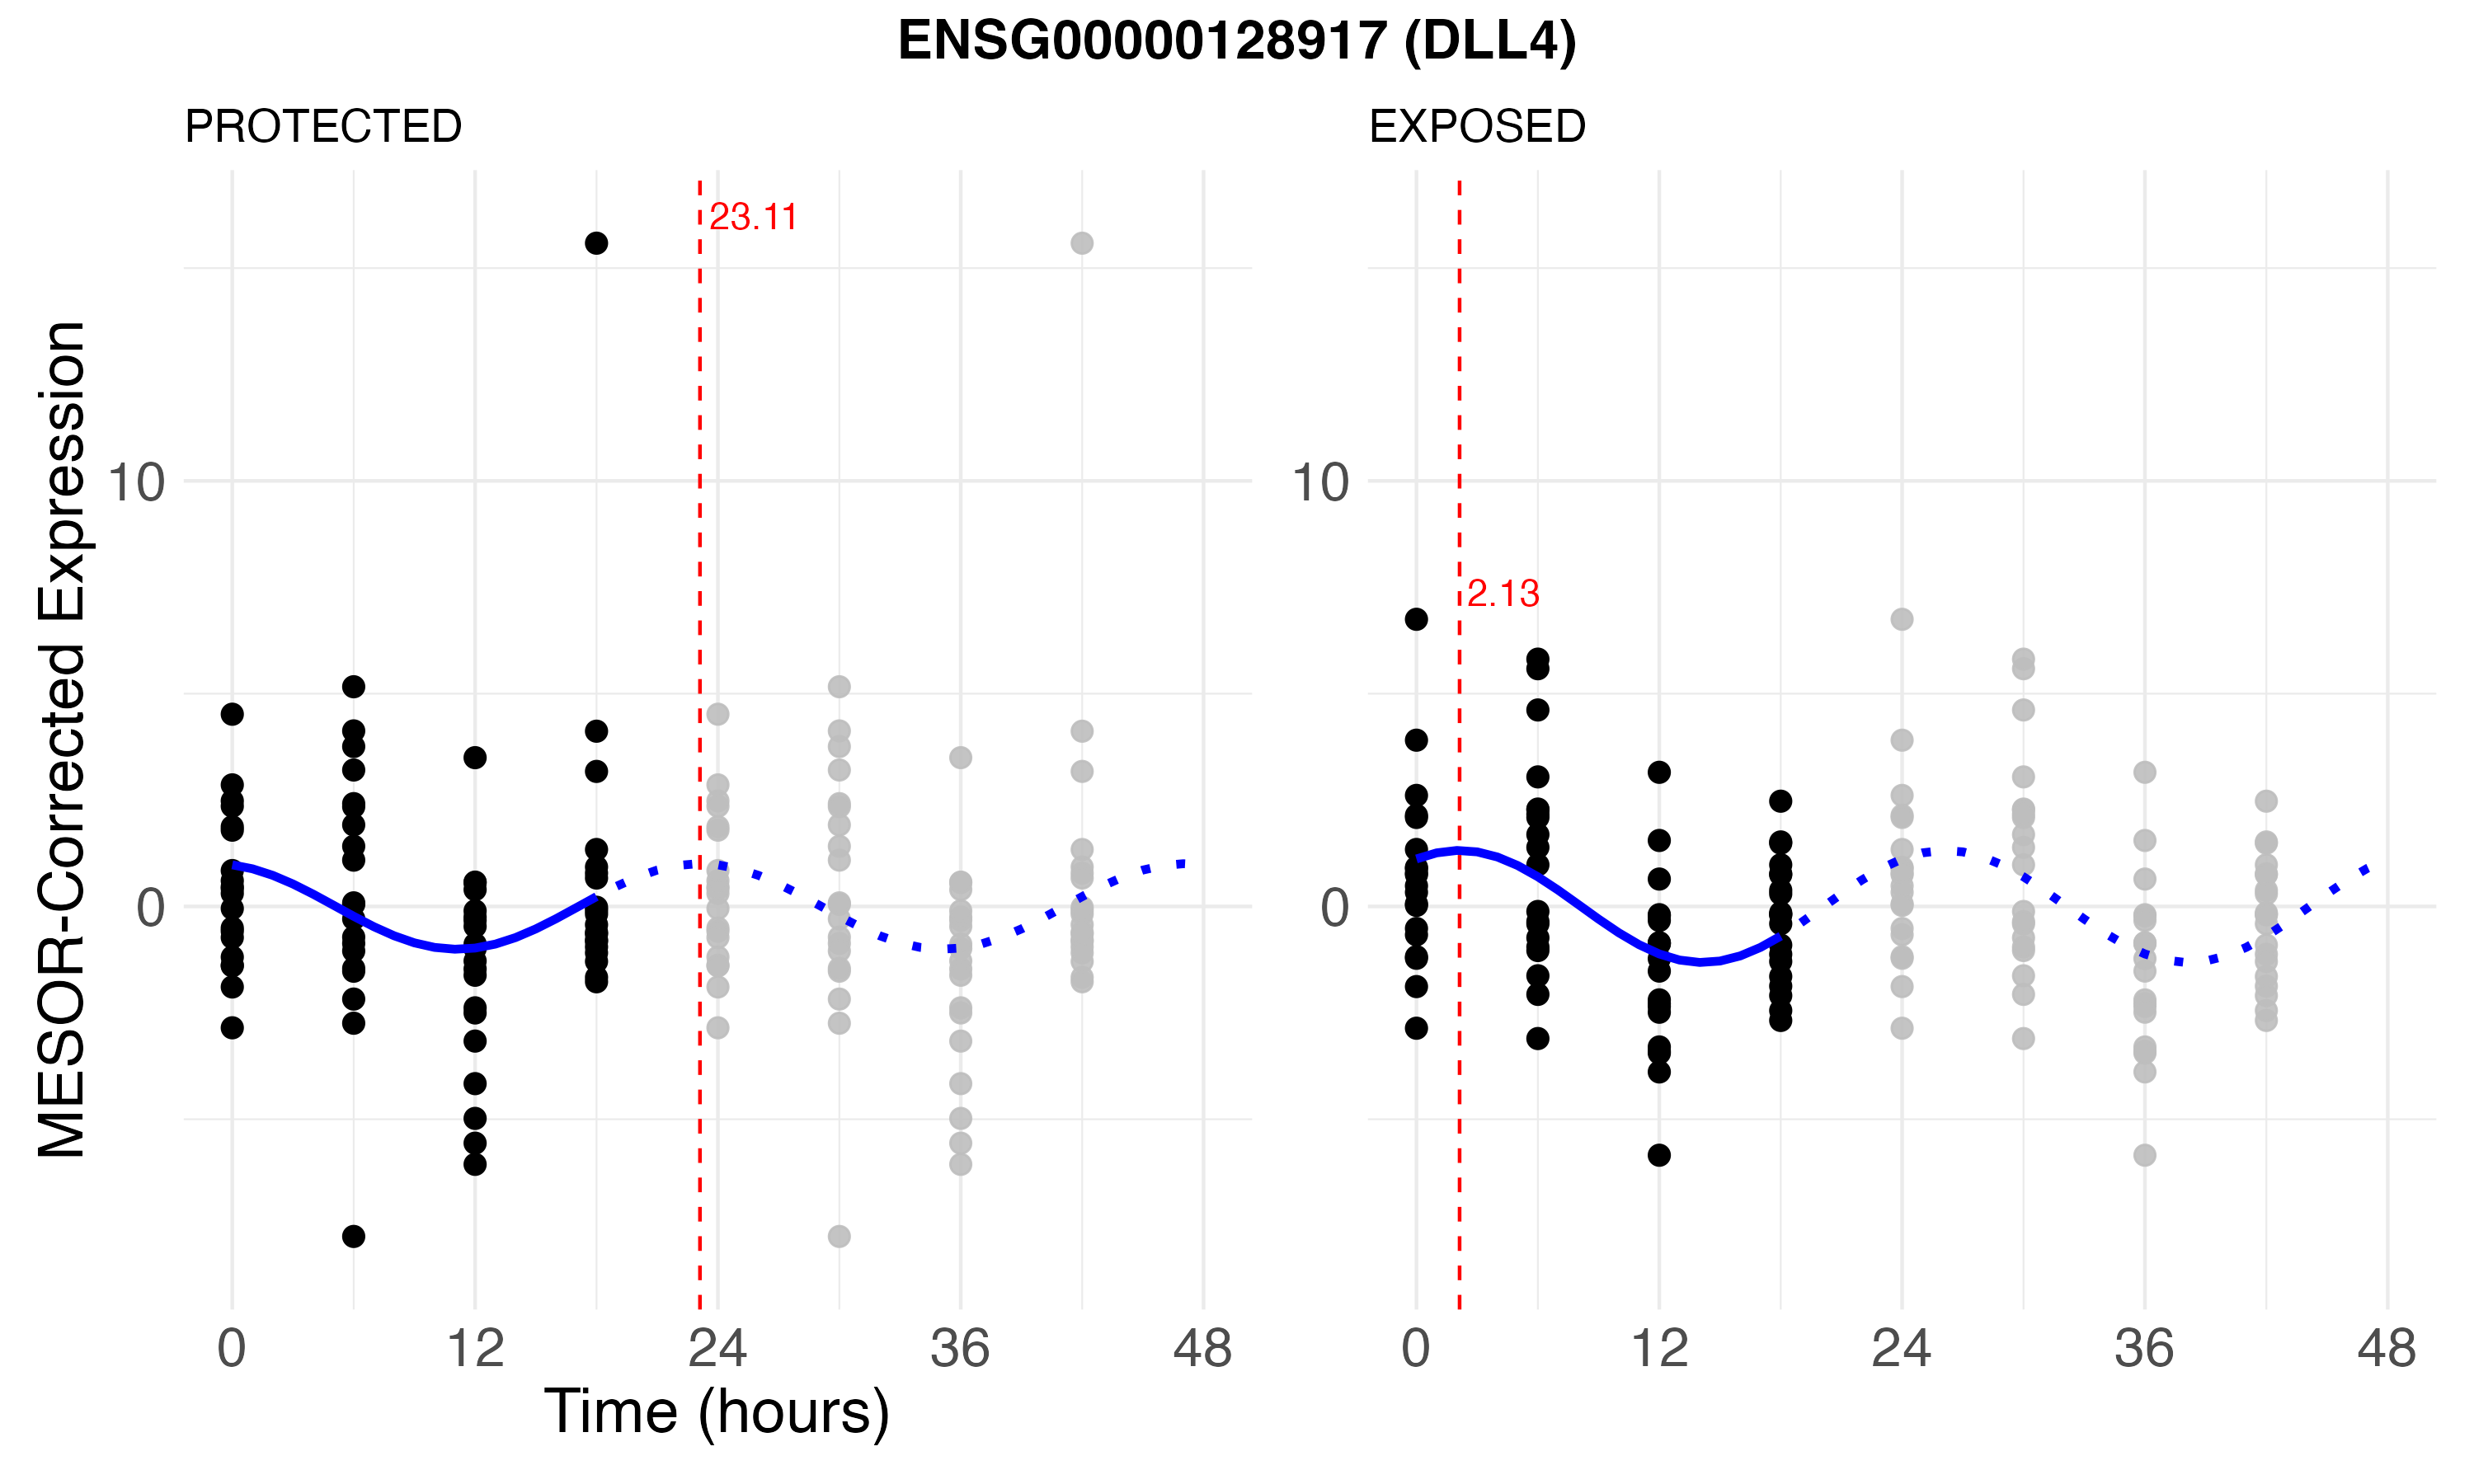 ENSG00000128917 (DLL4)
PROTECTED
EXPOSED
MESOR-Corrected Expression
23.11
2.13
10
0
10
0
0 12 24 36 48
0 12 24 36 48
Time (hours)